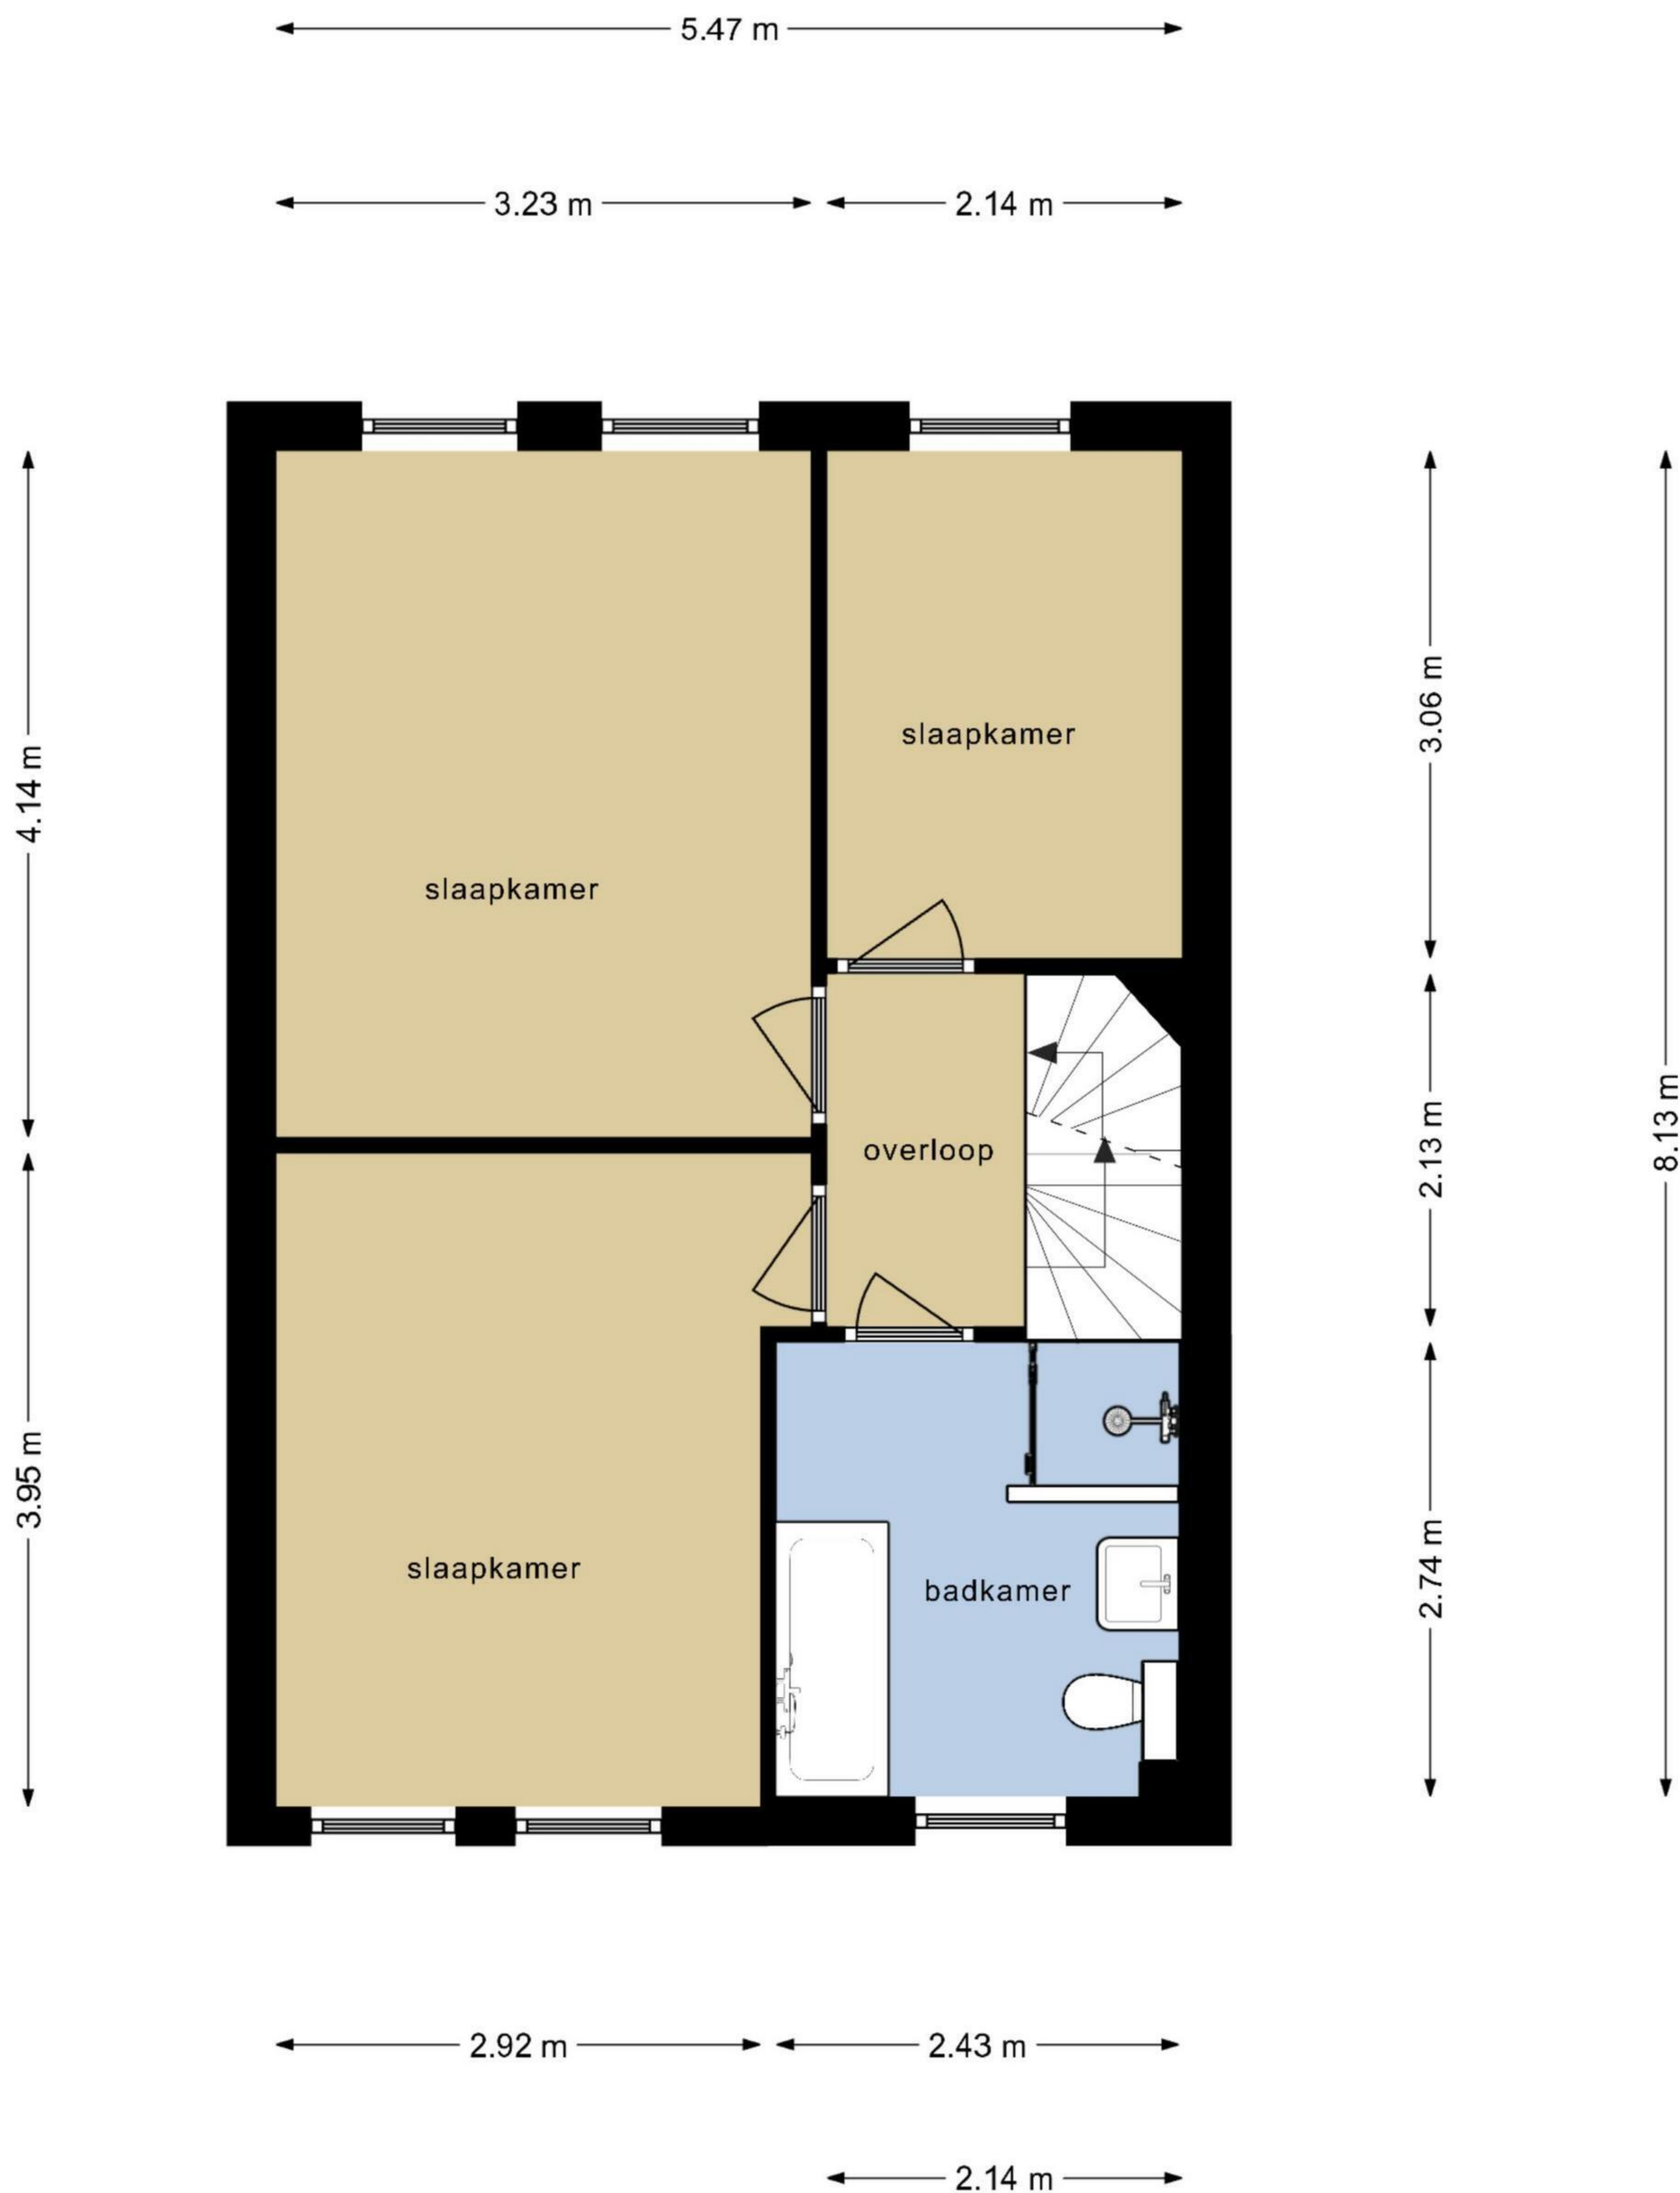 5.47 m
3.23 m
2.14 m
4.14 m
3.06 m
slaapkamer
slaapkamer
overloop
2.13 m
8.13 m
3.95 m
slaapkamer
badkamer
2.74 m
2.92 m
2.43 m
2.14 m